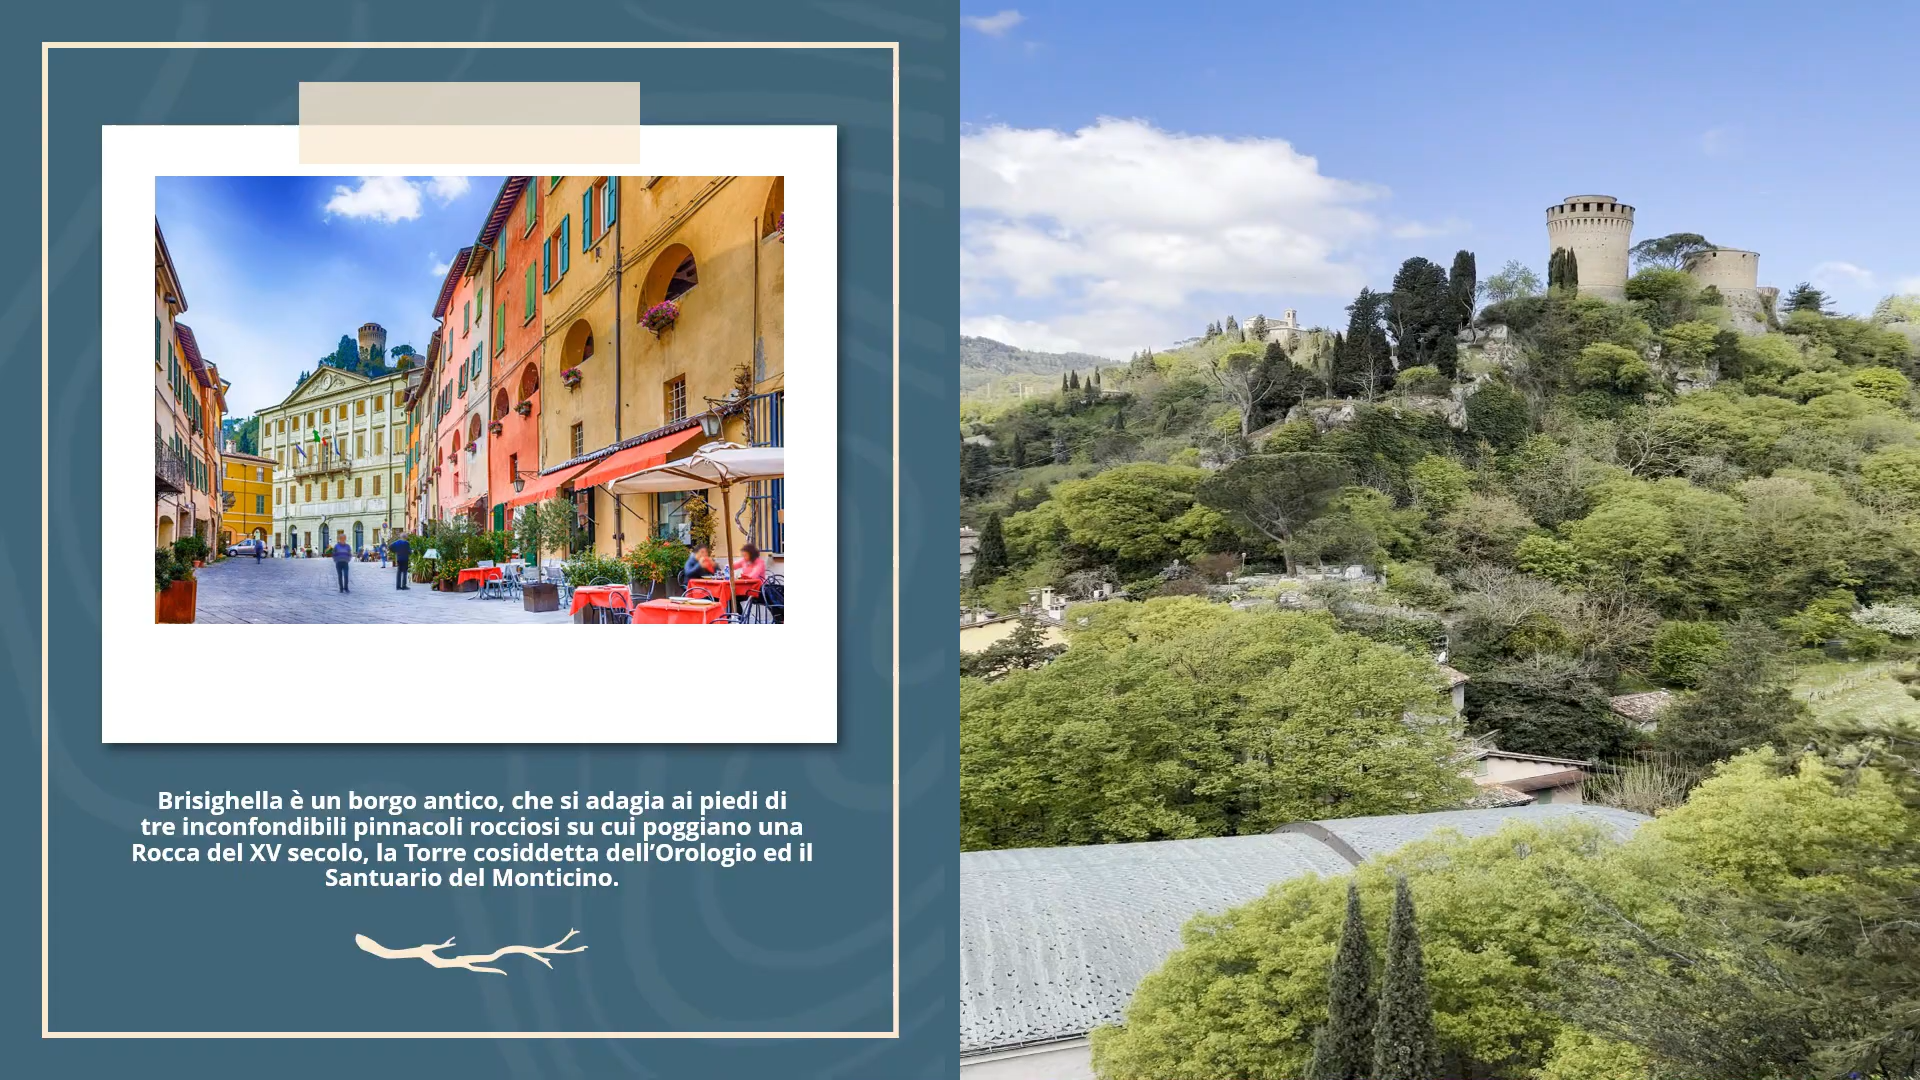 Brisighella è un borgo antico, che si adagia ai piedi di
tre inconfondibili pinnacoli rocciosi su cui poggiano una
Rocca del XV secolo, la Torre cosiddetta dell’Orologio ed il
Santuario del Monticino.